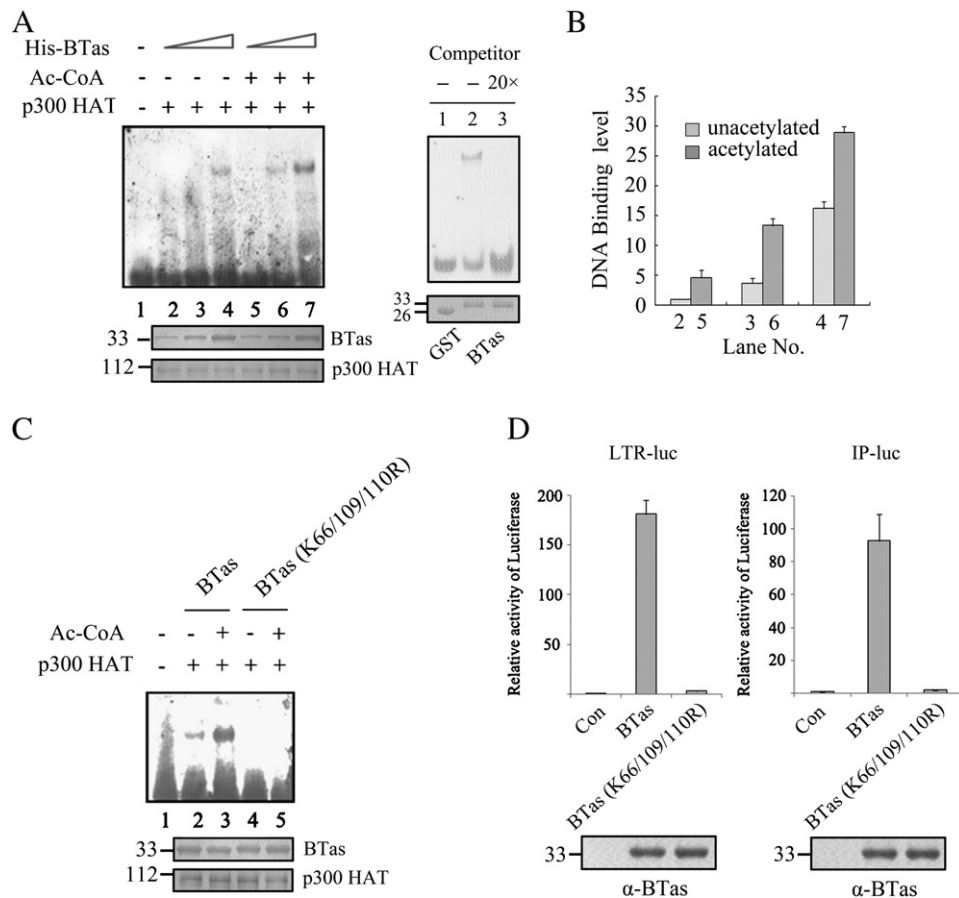 A
His-BTas -
Ac-CoA - - - - + + +
p300 HAT - + + + + + +
1 2 3 4 5 6 7
33 BTas
112 p300 HAT
Competitor
– – 20×
1 2 3
33
26
GST BTas
B
DNA Binding level
35
30
25
20
15
10
5
0
unacetylated
acetylated
2 5 3 6 4 7
Lane No.
C
BTas BTas (K66/109/110R)
Ac-CoA - - + - +
p300 HAT - + + + +
1 2 3 4 5
33 BTas
112 p300 HAT
D
LTR-luc
Relative activity of Luciferase
200
150
100
50
Con BTas BTas (K66/109/110R)
33
α-BTas
IP-luc
Relative activity of Luciferase
120
100
80
60
40
20
Con BTas BTas (K66/109/110R)
33
α-BTas